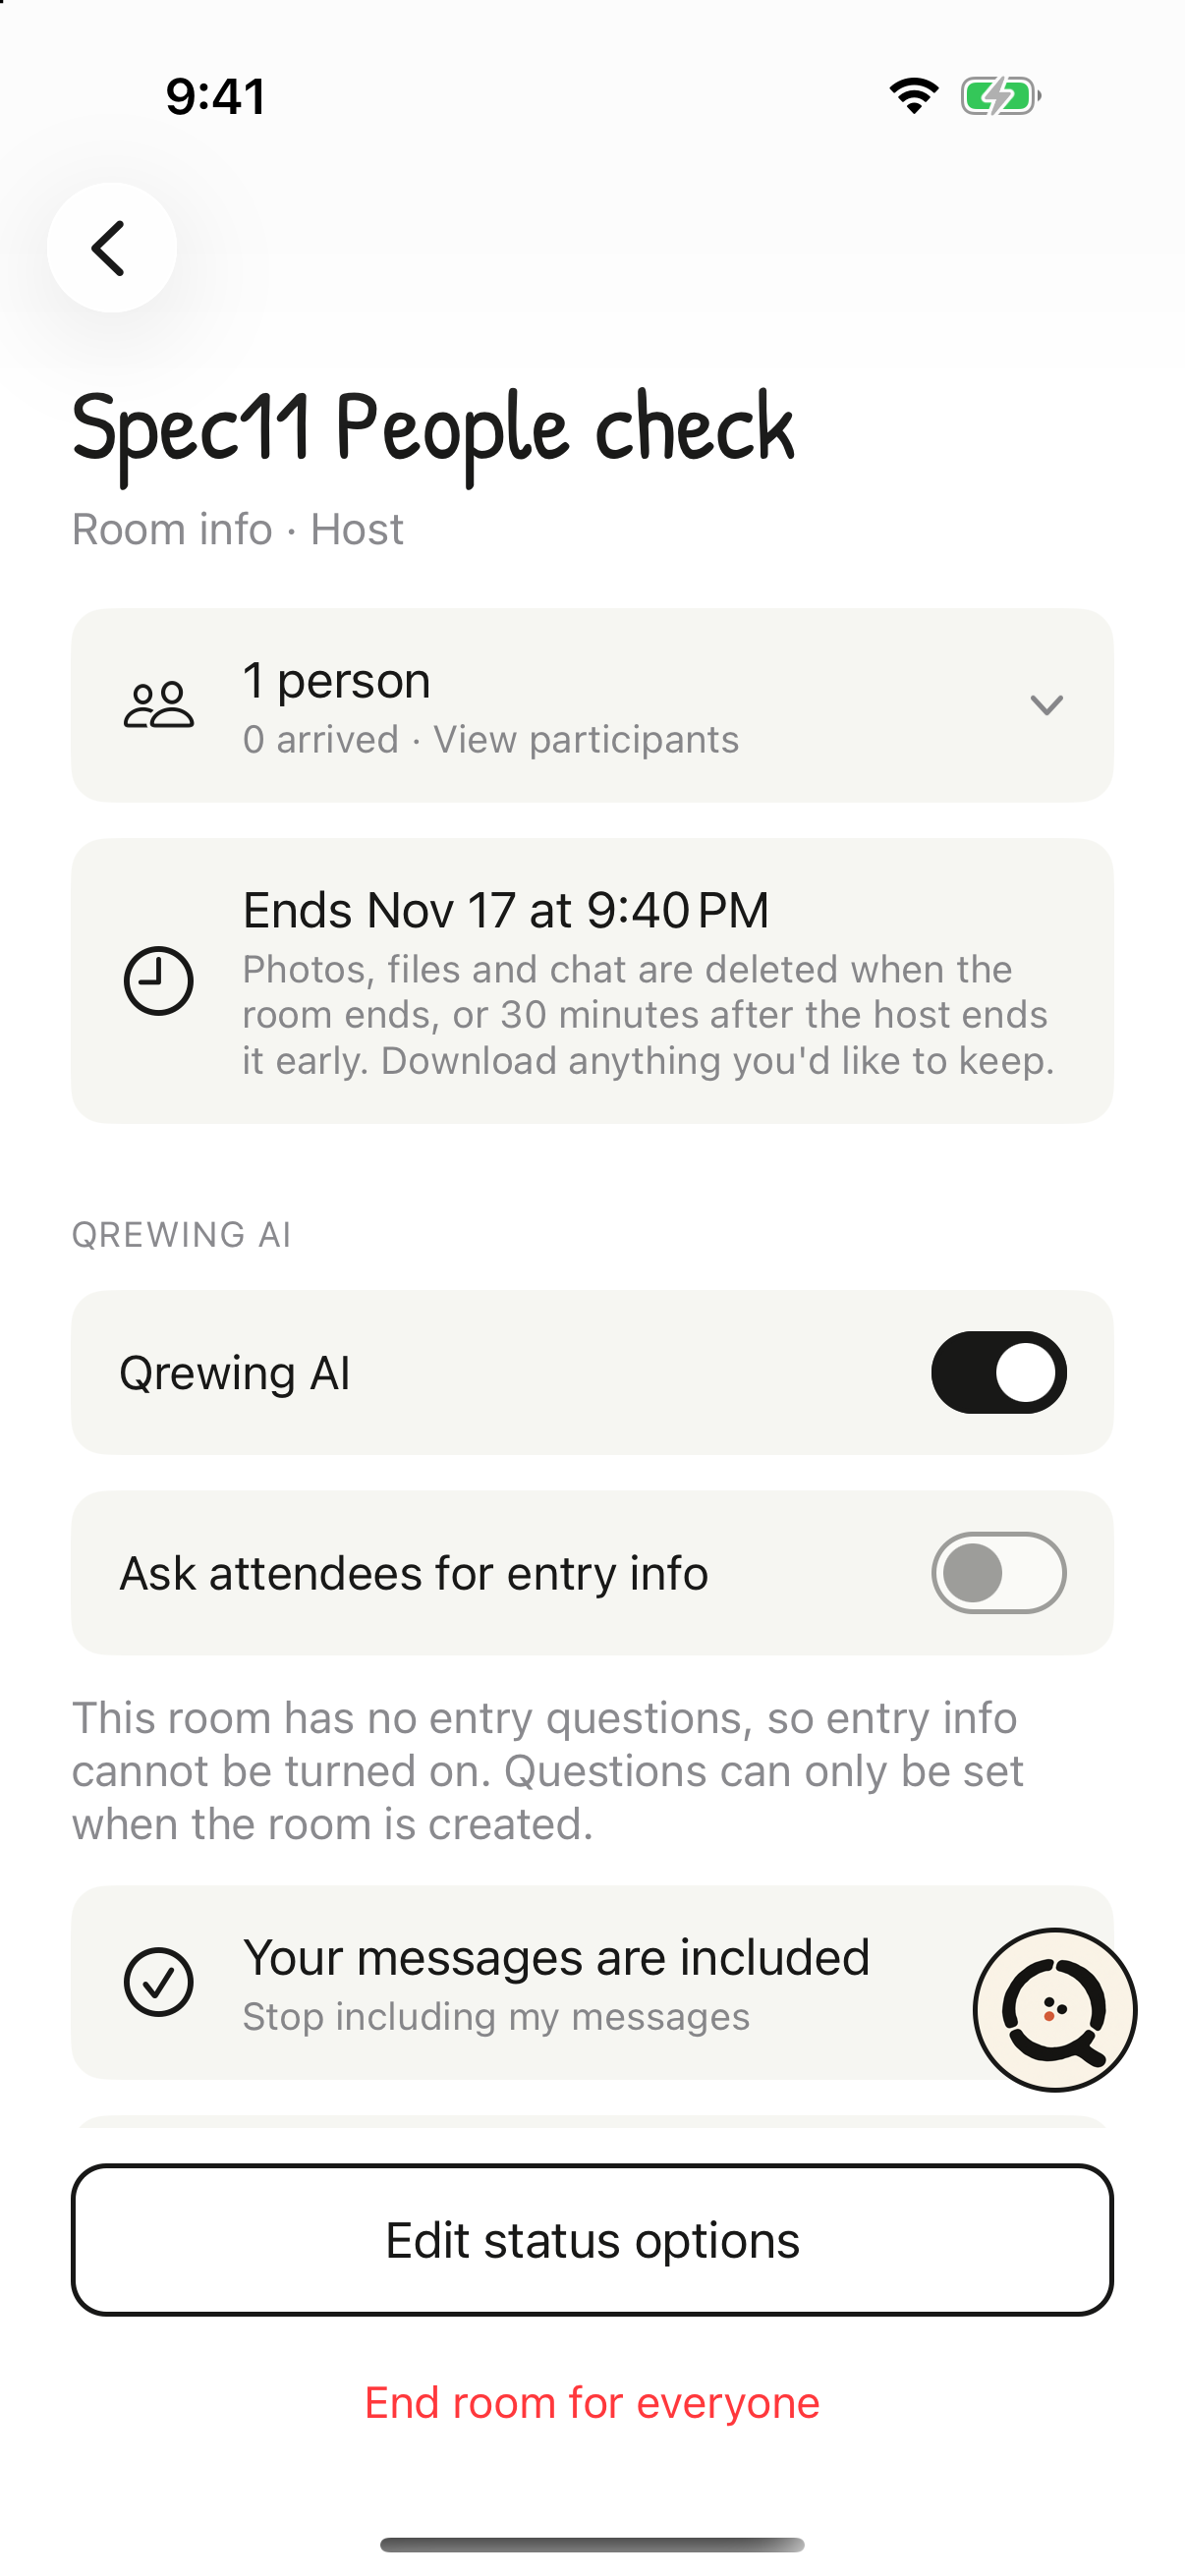 9:41
Spec11 People check
Room info · Host
1 person
0 arrived · View participants
Ends Nov 17 at 9:40 PM
Photos, files and chat are deleted when the
room ends, or 30 minutes after the host ends
it early. Download anything you'd like to keep.
QREWING AI
Qrewing AI
Ask attendees for entry info
This room has no entry questions, so entry info
cannot be turned on. Questions can only be set
when the room is created.
Your messages are included
Stop including my messages
Edit status options
End room for everyone